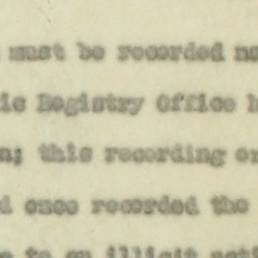 must be recorded
ic Registry Office
n; this recording
d once recorded the
to an illicit